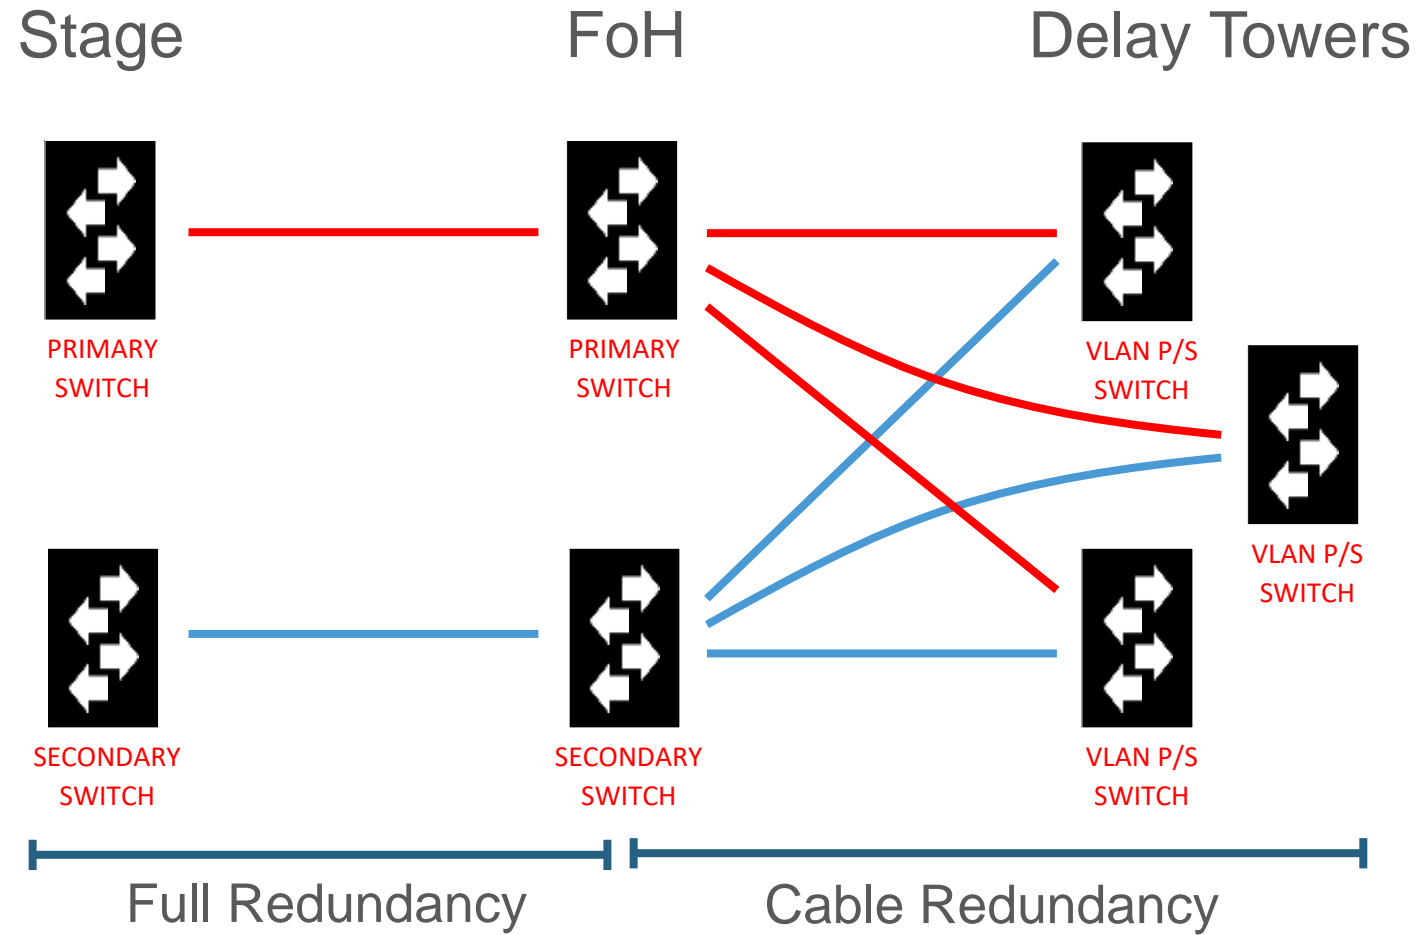 Stage
FoH
Delay Towers
PRIMARY
SWITCH
PRIMARY
SWITCH
VLAN P/S
SWITCH
VLAN P/S
SWITCH
SECONDARY
SWITCH
SECONDARY
SWITCH
VLAN P/S
SWITCH
Full Redundancy
Cable Redundancy